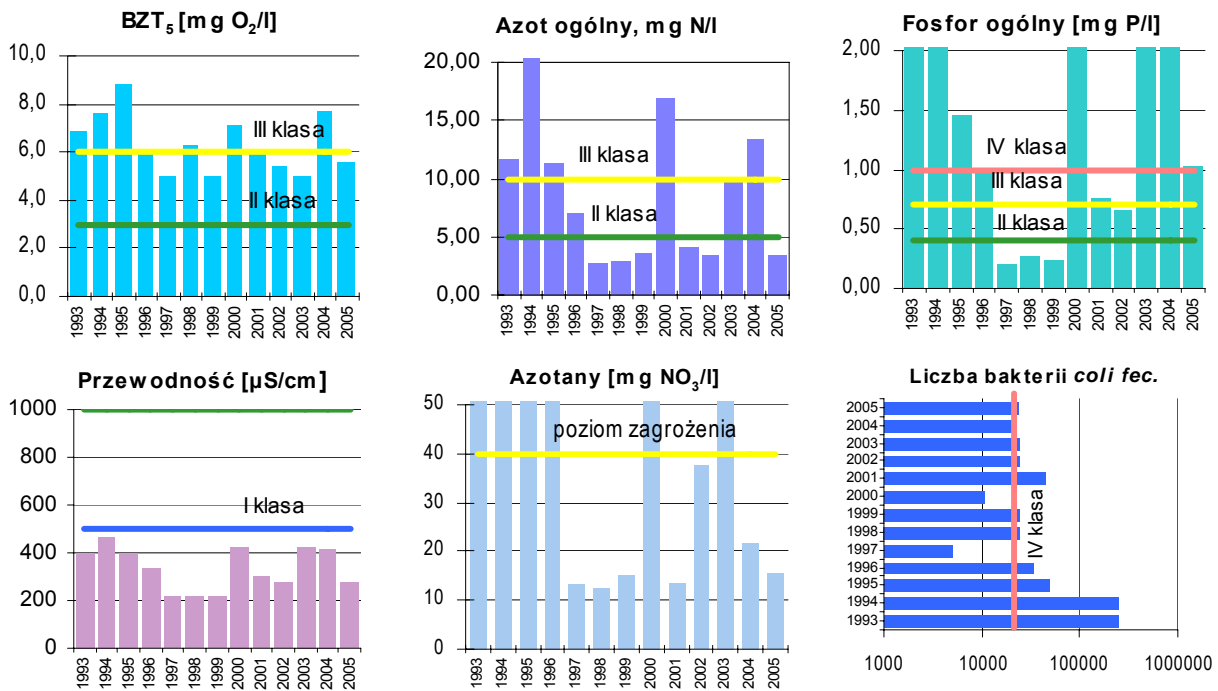 BZT5 [mg O2/l]
10,0
8,0
6,0
4,0
2,0
0,0
III klasa
II klasa
1993 1994 1995 1996 1997 1998 1999 2000 2001 2002 2003 2004 2005
Azot ogólny, mg N/l
20,00
15,00
10,00
5,00
0,00
III klasa
II klasa
1993 1994 1995 1996 1997 1998 1999 2000 2001 2002 2003 2004 2005
Fosfor ogólny [mg P/l]
2,00
1,50
1,00
0,50
0,00
IV klasa
III klasa
II klasa
1993 1994 1995 1996 1997 1998 1999 2000 2001 2002 2003 2004 2005
Przewodność [µS/cm]
1000
800
600
400
200
0
I klasa
1993 1994 1995 1996 1997 1998 1999 2000 2001 2002 2003 2004 2005
Azotany [mg NO3/l]
50
40
30
20
10
0
poziom zagrożenia
1993 1994 1995 1996 1997 1998 1999 2000 2001 2002 2003 2004 2005
Liczba bakterii coli fec.
2005
2004
2003
2002
2001
2000
1999
1998
1997
1996
1995
1994
1993
IV klasa
1000 10000 100000 1000000